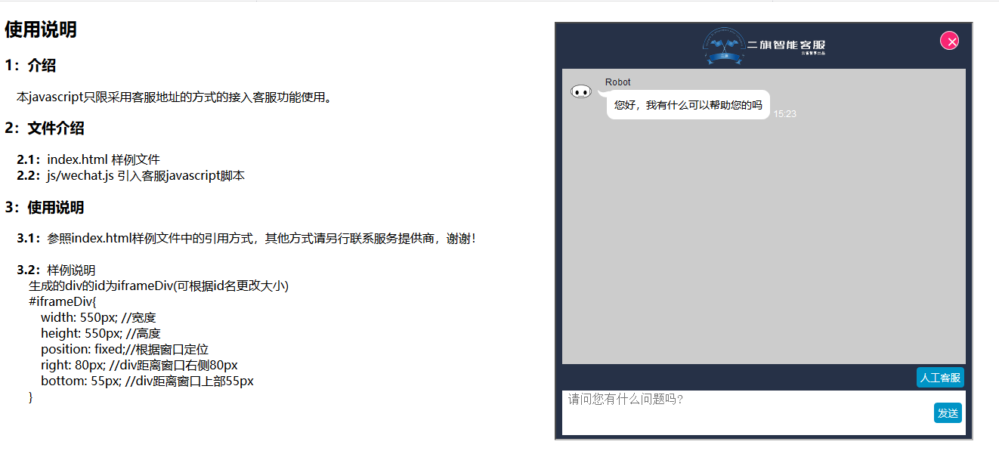 使用说明
1：介绍
本javascript只限采用客服地址的方式的接入客服功能使用。
2：文件介绍
2.1：index.html 样例文件
2.2：js/wechat.js 引入客服javascript脚本
3：使用说明
3.1：参照index.html样例文件中的引用方式，其他方式请另行联系服务提供商，谢谢！
3.2：样例说明
生成的div的id为iframeDiv(可根据id名更改大小)
#iframeDiv{
width: 550px; //宽度
height: 550px; //高度
position: fixed;//根据窗口定位
right: 80px; //div距离窗口右侧80px
bottom: 55px; //div距离窗口上部55px
}
二旗智能客服
Robot
您好，我有什么可以帮助您的吗
15:23
人工客服
请问您有什么问题吗?
发送